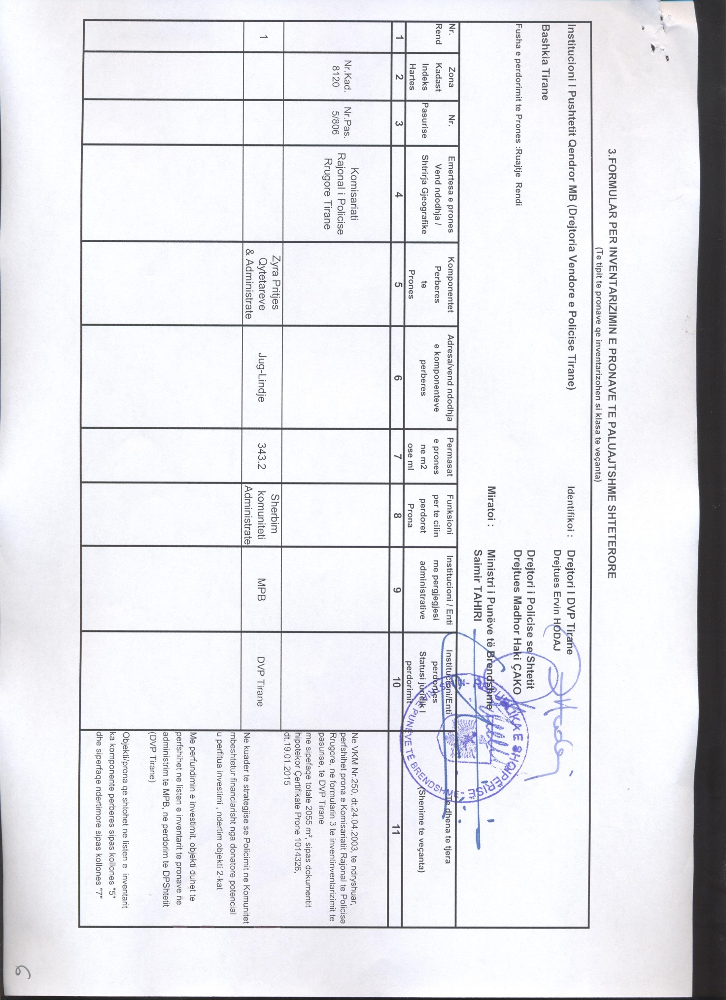 3.FORMULAR PER INVENTARIZIMIN E PRONAVE TE PALUAJTSHME SHTETERORE
(Te tipit te pronave qe inventarizohen si klasa te veçanta)
Institucioni I Pushtetit Qendror MB (Drejtoria Vendore e Policise Tirane)
Bashkia Tirane
Fusha e perdorimit te Prones :Ruajtje Rendi
Identifikoi :
Drejtori I DVP Tirane
Drejtues Ervin HODAJ
Drejtori i Policise se Shtetit
Drejtues Madhor Haki ÇAKO
Miratoi :
Ministri i Punëve të Brendshme
Saimir TAHIRI
REPUBLIKA E SHQIPËRISË
PUNËVE TË BRENDSHME
Nr.
Rend
Zona
Kadast
Indeks
Hartes
Nr.
Pasurise
Emertesa e prones
Vend ndodhja /
Shtrirja Gjeografike
Komponentet
Perberes
te
Prones
Adresa/vend ndodhja
e komponenteve
perberes
Permasat
e prones
ne m2
ose ml
Funksioni
per te cilin
perdoret
Prona
Institucioni / Enti
me pergjegjesi
administrative
Institucioni/Enti
perdorues
Statusi juridik I
perdorimit
Te dhena te tjera
(Shenime te veçanta)
1
2
3
4
5
6
7
8
9
10
11
Nr.Kad.
8120
Nr.Pas.
5/806
Komisariati
Rajonal i Policise
Rrugore Tirane
Ne VKM Nr.250, dt.24.04.2003, te ndryshuar,
perfshihet prona e Komisariatit Rajonal te Policise
Rrugore, ne formularin 3 te inventinventarizimit te
pasurise, te DVP Tirane
me sipefaqe totale 2055 m², sipas dokumentit
hipotekor Çertifikate Prone 1014326,
dt.19.01.2015
1
Zyra Pritjes
Qytetareve
& Administrate
Jug-Lindje
343.2
Sherbim
komuniteti
Administrate
MPB
DVP Tirane
Ne kuader te strategjise se Policimit ne Komunitet
mbeshtetur financiarisht nga donatore potencial
u perfitua investimi , ndertim objekti 2-kat
Me perfundimin e investimit, objekti duhet te
perfshihet ne listen e inventarit te pronave ne
administrim te MPB, ne perdorim te DPShtetit
(DVP Tirane)
Objekti/prona qe shtohet ne listen e inventarit
ka komponente perberes sipas kollones "5"
dhe siperfaqe ndertimore sipas kollones "7"